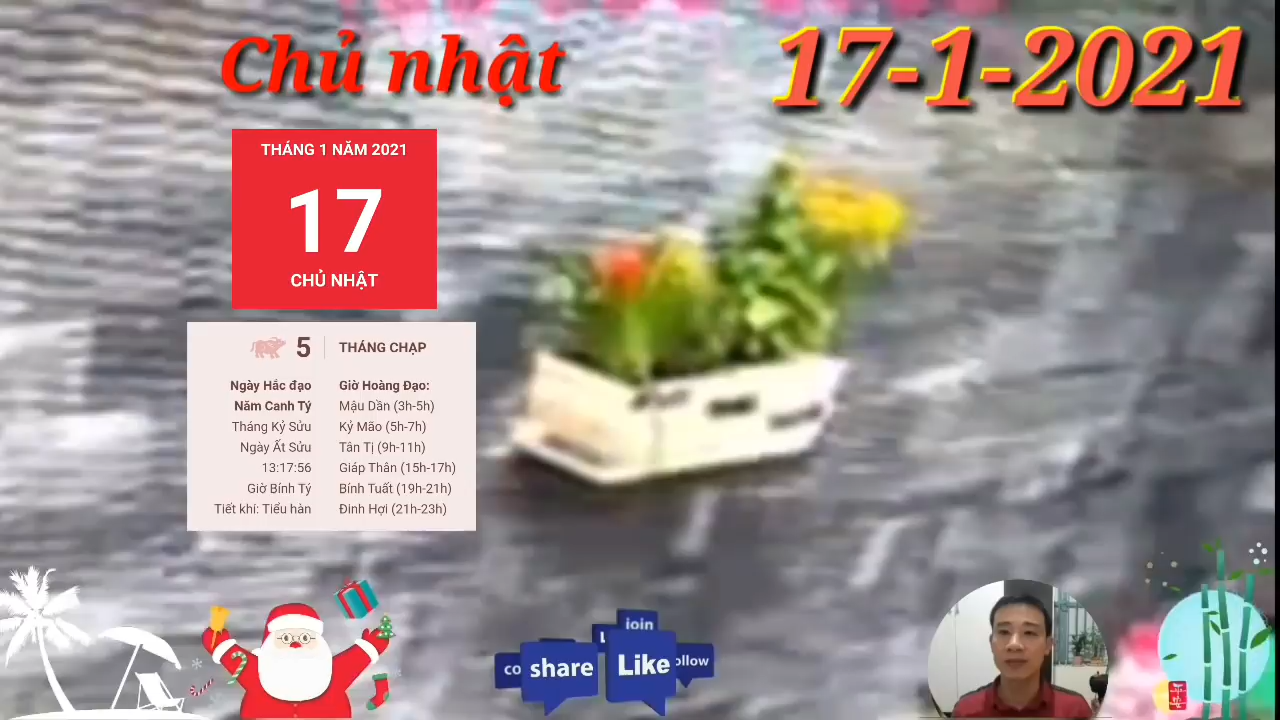 Chủ nhật
17-1-2021
THÁNG 1 NĂM 2021
17
CHỦ NHẬT
5
THÁNG CHẠP
Ngày Hắc đạo
Năm Canh Tý
Tháng Kỷ Sửu
Ngày Ất Sửu
13:17:56
Giờ Bính Tý
Tiết khí: Tiểu hàn
Giờ Hoàng Đạo:
Mậu Dần (3h-5h)
Kỷ Mão (5h-7h)
Tân Tị (9h-11h)
Giáp Thân (15h-17h)
Bính Tuất (19h-21h)
Đinh Hợi (21h-23h)
join
share
Like
ollow
co